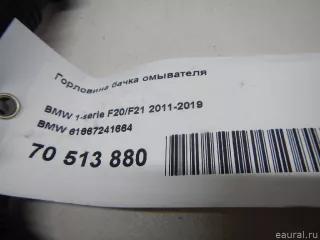 Горловина бачка омывателя
BMW 1-serie F20/F21 2011-2019
BMW 61667241664
70 513 880
eaural.ru